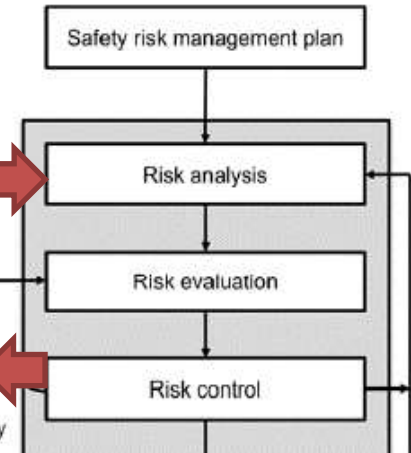 Safety risk management plan
Risk analysis
Risk evaluation
Risk control
y